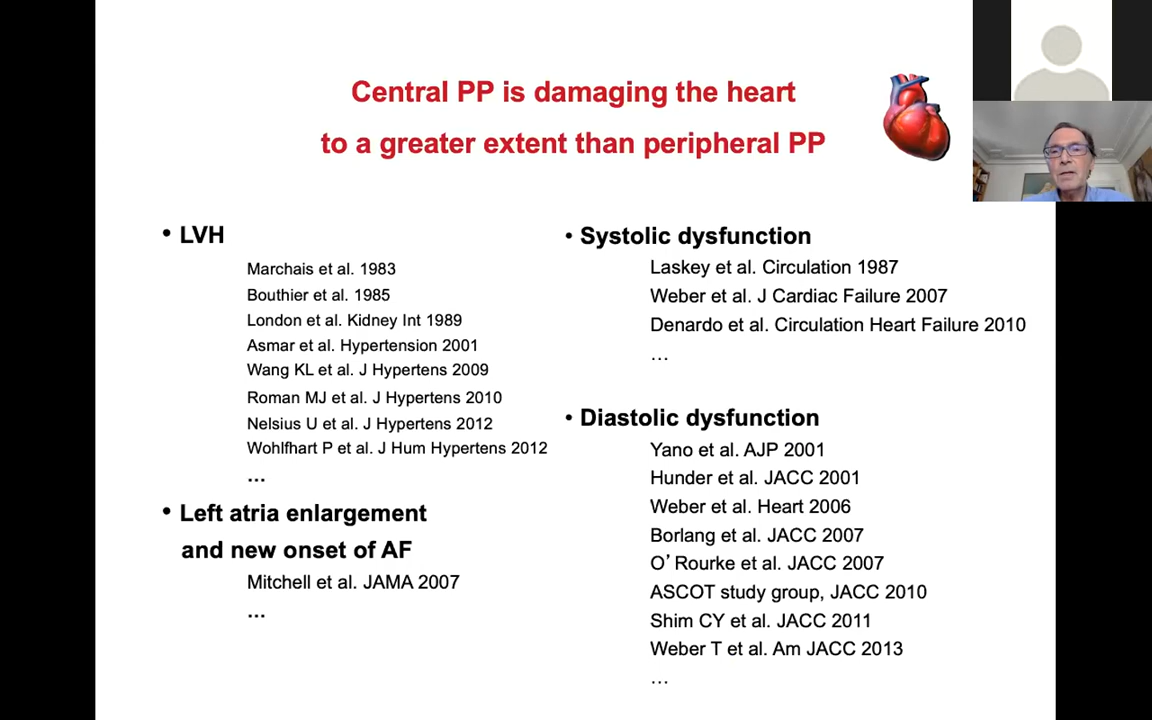 Central PP is damaging the heart
to a greater extent than peripheral PP
• LVH
Marchais et al. 1983
Bouthier et al. 1985
London et al. Kidney Int 1989
Asmar et al. Hypertension 2001
Wang KL et al. J Hypertens 2009
Roman MJ et al. J Hypertens 2010
Nelsius U et al. J Hypertens 2012
Wohlfhart P et al. J Hum Hypertens 2012
...
• Left atria enlargement
and new onset of AF
Mitchell et al. JAMA 2007
...
• Systolic dysfunction
Laskey et al. Circulation 1987
Weber et al. J Cardiac Failure 2007
Denardo et al. Circulation Heart Failure 2010
…
• Diastolic dysfunction
Yano et al. AJP 2001
Hunder et al. JACC 2001
Weber et al. Heart 2006
Borlang et al. JACC 2007
O’ Rourke et al. JACC 2007
ASCOT study group, JACC 2010
Shim CY et al. JACC 2011
Weber T et al. Am JACC 2013
…